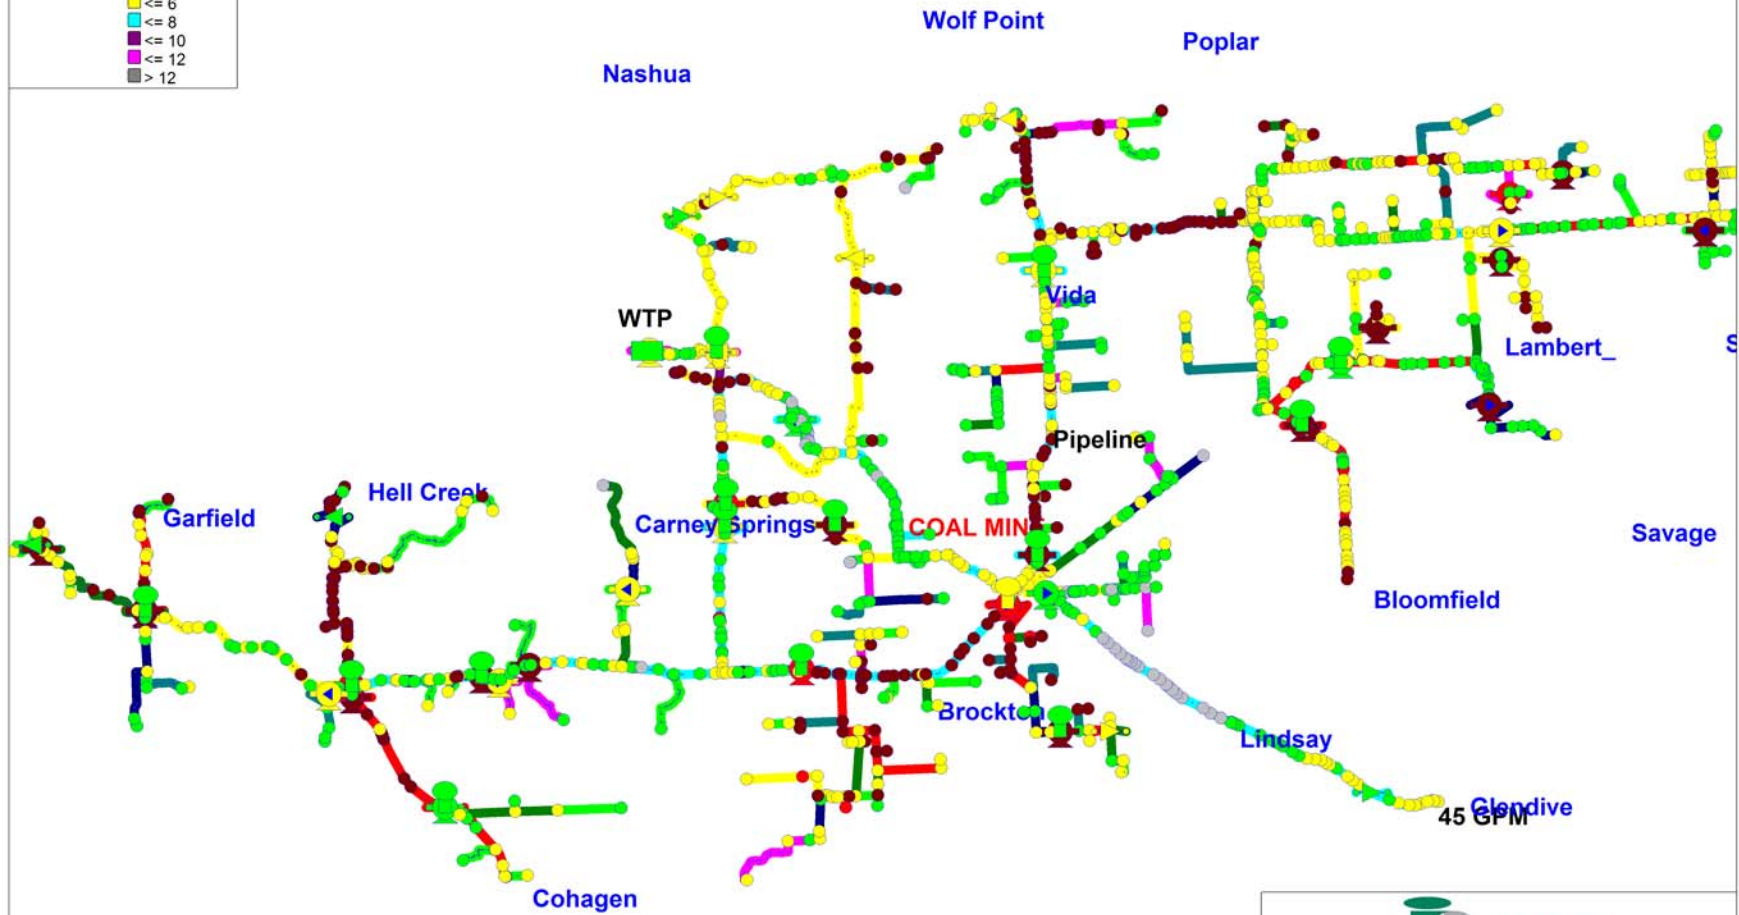 <= 6
<= 8
<= 10
<= 12
> 12
Wolf Point
Poplar
Nashua
WTP
Vida
Lambert_
Pipeline
Hell Creek
Garfield
Carney Springs
COAL MIN
Savage
Bloomfield
Brockton
Lindsay
Glendive
45 GPM
Cohagen